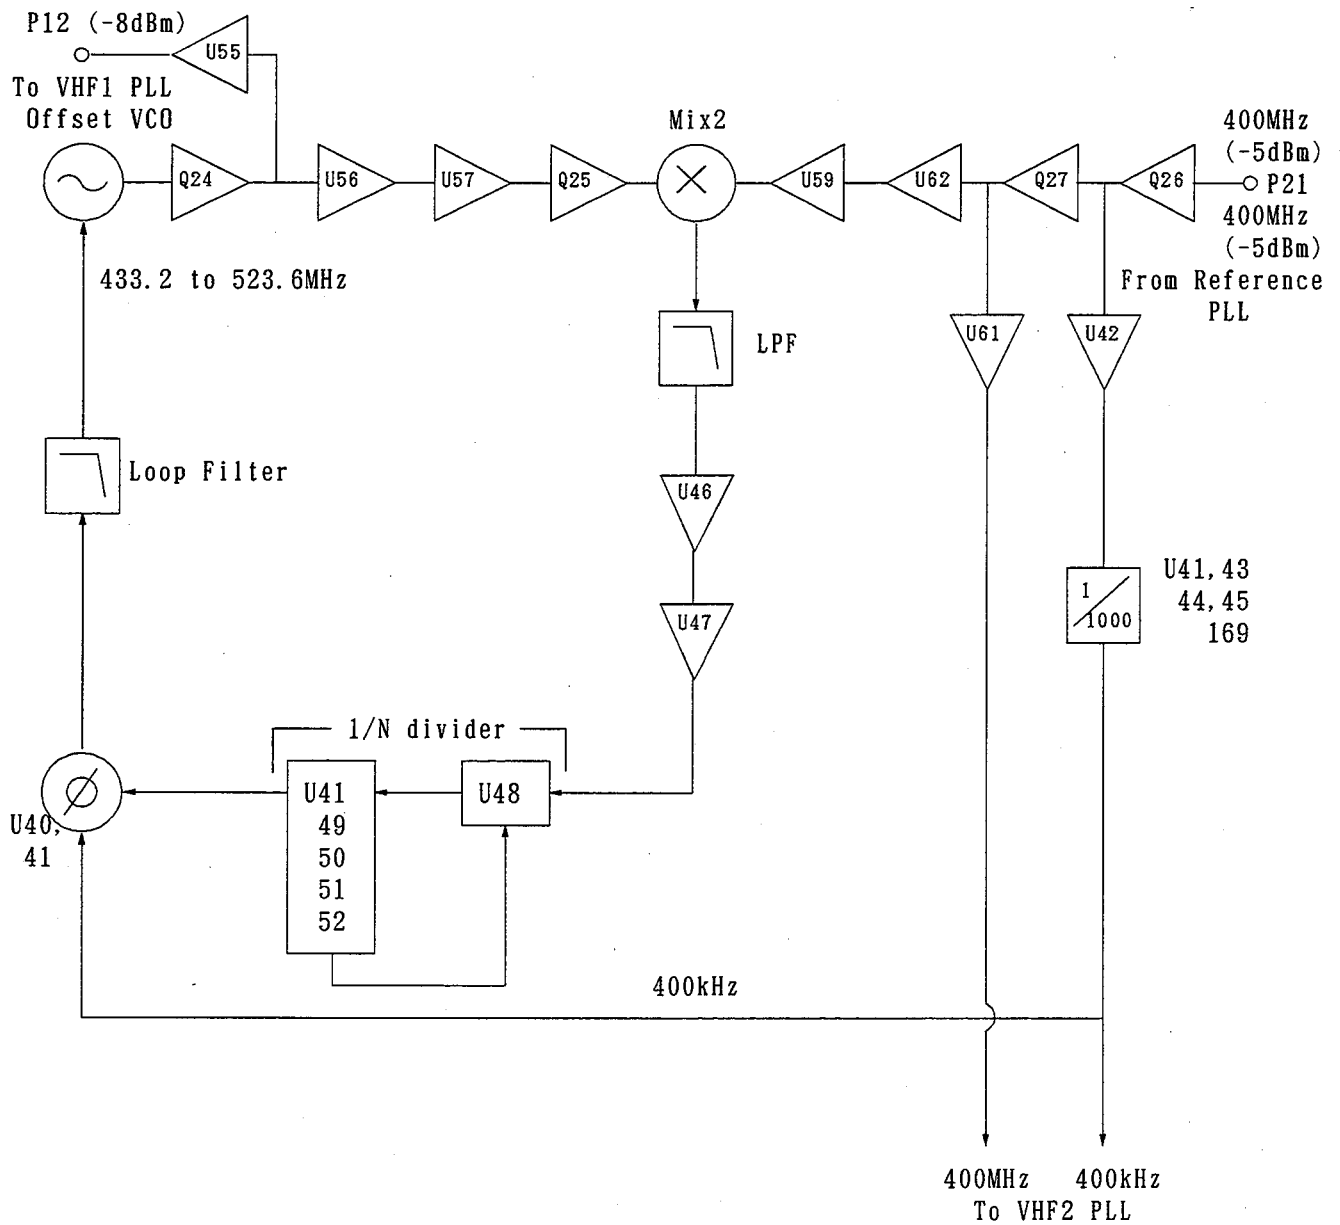 P12 (-8dBm)
U55
To VHF1 PLL
Offset VCO
Mix2
400MHz
(-5dBm)
Q24
U56
U57
Q25
U59
U62
Q27
Q26
P21
400MHz
(-5dBm)
From Reference
PLL
433.2 to 523.6MHz
U61
U42
LPF
Loop Filter
U46
1
1000
U41,43
44,45
169
U47
1/N divider
U41
49
50
51
52
U48
U40,
41
400kHz
400MHz 400kHz
To VHF2 PLL